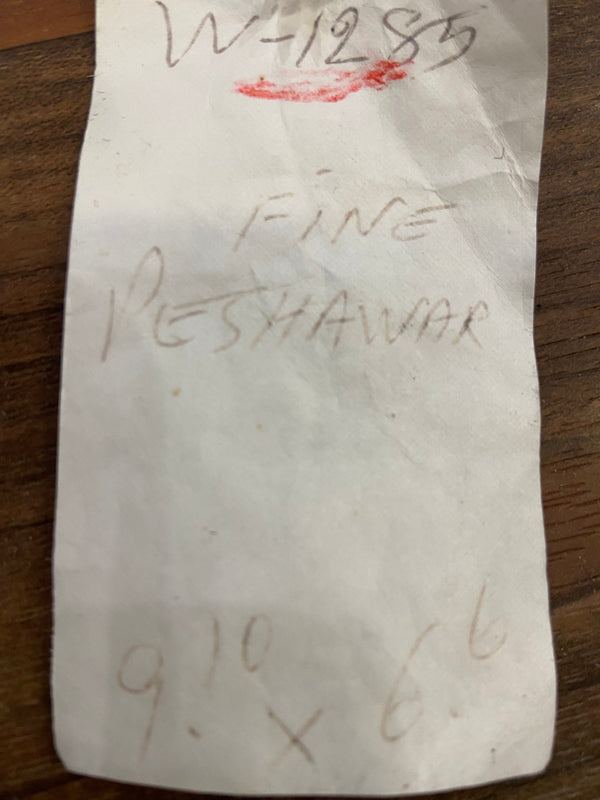 W-1285
FINE
PESHAWAR
9.10 x 6.6